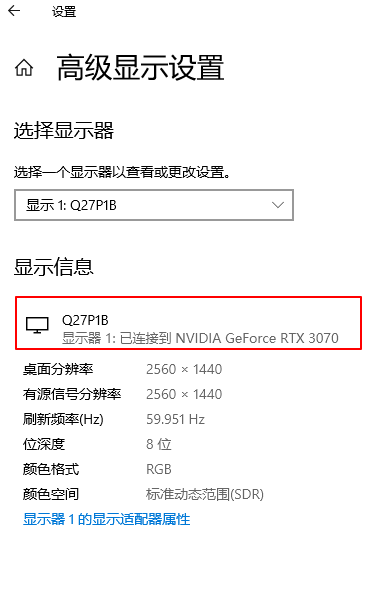 设置
高级显示设置
选择显示器
选择一个显示器以查看或更改设置。
显示 1: Q27P1B
显示信息
Q27P1B
显示器 1: 已连接到 NVIDIA GeForce RTX 3070
桌面分辨率 2560 × 1440
有源信号分辨率 2560 × 1440
刷新频率(Hz) 59.951 Hz
位深度 8 位
颜色格式 RGB
颜色空间 标准动态范围(SDR)
显示器 1 的显示适配器属性